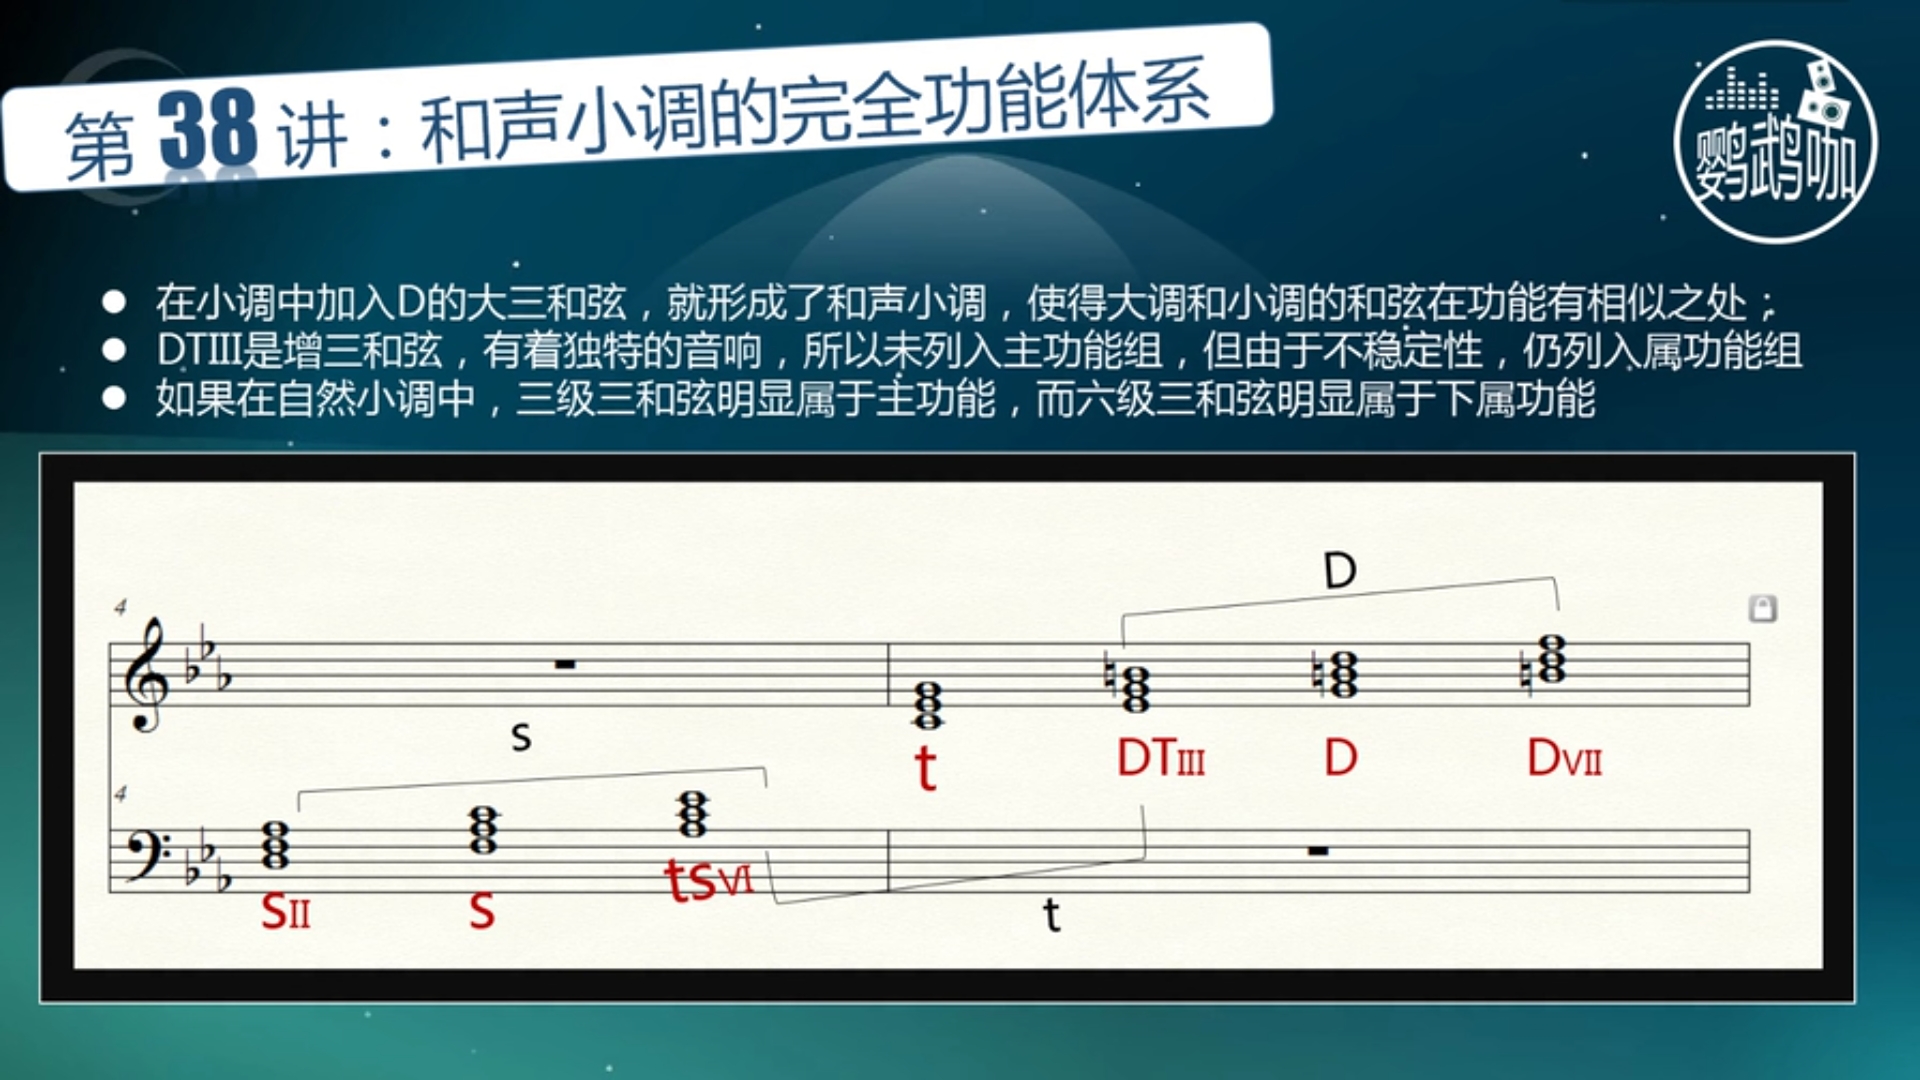 第 38 讲：和声小调的完全功能体系
鹦鹉咖
在小调中加入D的大三和弦，就形成了和声小调，使得大调和小调的和弦在功能有相似之处；
DTIII是增三和弦，有着独特的音响，所以未列入主功能组，但由于不稳定性，仍列入属功能组
如果在自然小调中，三级三和弦明显属于主功能，而六级三和弦明显属于下属功能
D
4
s
t DTIII D DVII
4
SII S tsVI
t